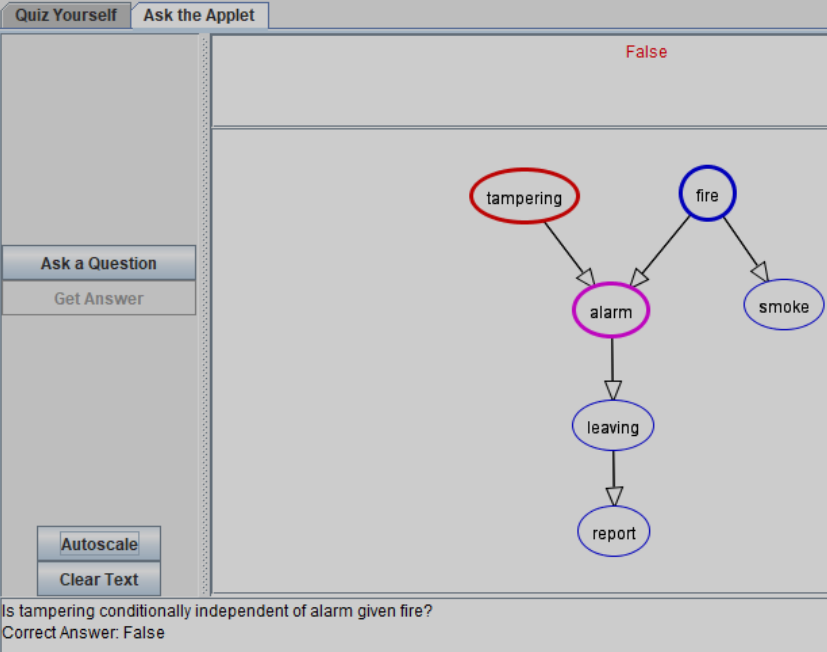 Quiz Yourself
Ask the Applet
False
tampering
fire
Ask a Question
Get Answer
alarm
smoke
leaving
report
Autoscale
Clear Text
Is tampering conditionally independent of alarm given fire?
Correct Answer: False